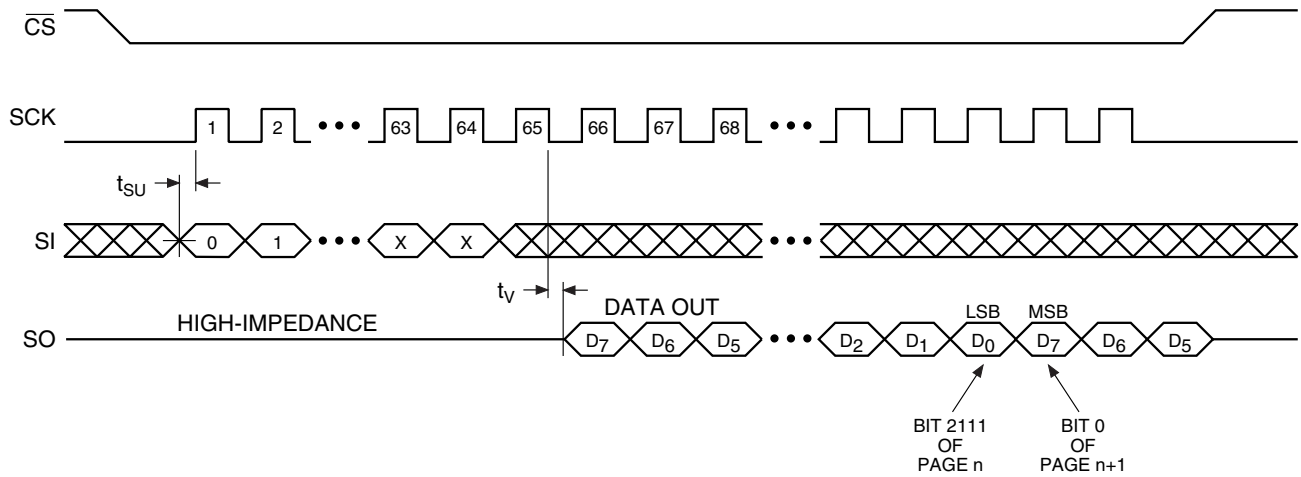 CS
SCK
1 2 ••• 63 64 65 66 67 68 •••
tSU
SI
0 1 ••• X X •••
tV
DATA OUT
LSB MSB
HIGH-IMPEDANCE
SO
D7 D6 D5 ••• D2 D1 D0 D7 D6 D5
BIT 2111
OF
PAGE n
BIT 0
OF
PAGE n+1